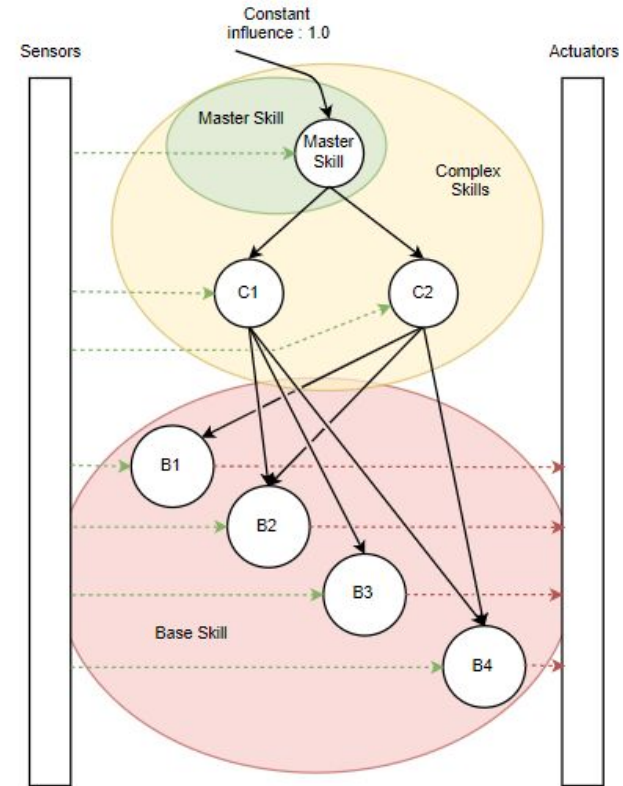 Constant
influence : 1.0
Sensors
Actuators
Master Skill
Master
Skill
Complex
Skills
C1
C2
B1
B2
B3
Base Skill
B4